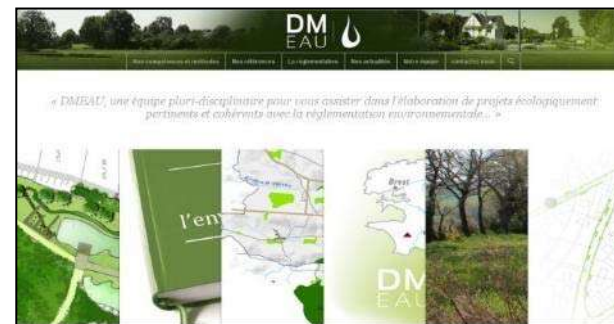 DM
EAU
Nos compétences et méthodes
Nos références
La réglementation
Nos actualités
Notre équipe
contactez nous
« DMEAU, une équipe pluri-disciplinaire pour vous assister dans l'élaboration de projets écologiquement
pertinents et cohérents avec la réglementation environnementale... »
l'en
Brest
DM
EAU